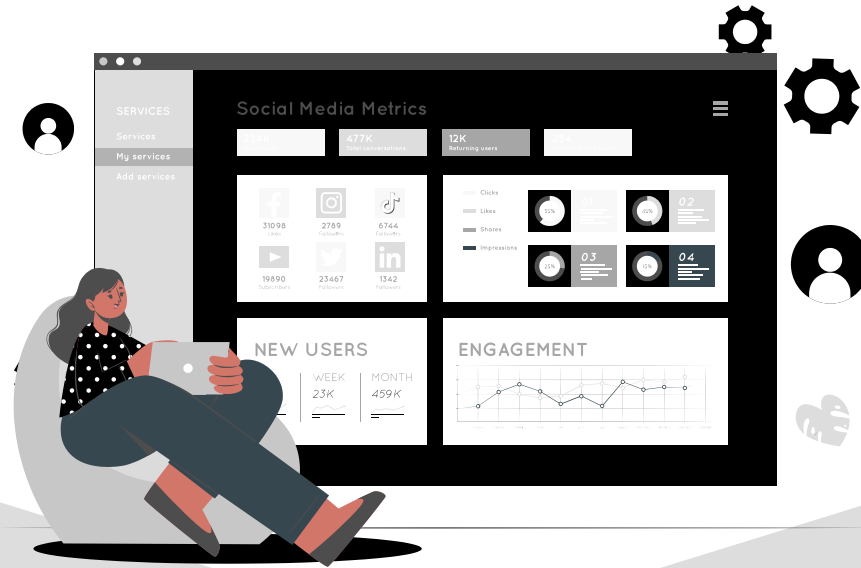 SERVICES
Services
My services
Add services
Social Media Metrics
477K
Total conversations
12K
Returning users
31098
Likes
2789
Followers
6744
Followers
19890
Subscribers
23467
Followers
1342
Followers
Clicks
Likes
Shares
Impressions
01
02
03
04
25%
15%
NEW USERS
WEEK
23K
MONTH
459K
ENGAGEMENT